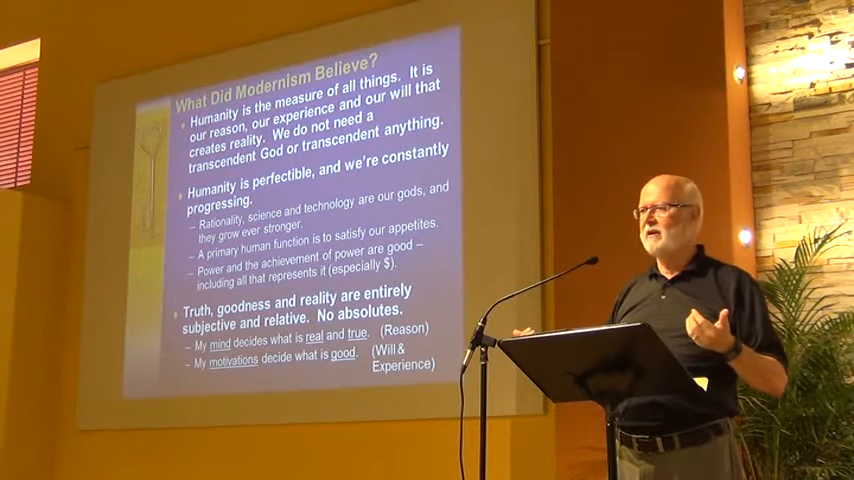 What Did Modernism Believe?
Humanity is the measure of all things. It is
our reason, our experience and our will that
creates reality. We do not need a
transcendent God or transcendent anything.
Humanity is perfectible, and we're constantly
progressing.
– Rationality, science and technology are our gods, and
they grow ever stronger.
– A primary human function is to satisfy our appetites.
– Power and the achievement of power are good –
including all that represents it (especially $).
Truth, goodness and reality are entirely
subjective and relative. No absolutes.
– My mind decides what is real and true. (Reason)
– My motivations decide what is good. (Will &
Experience)